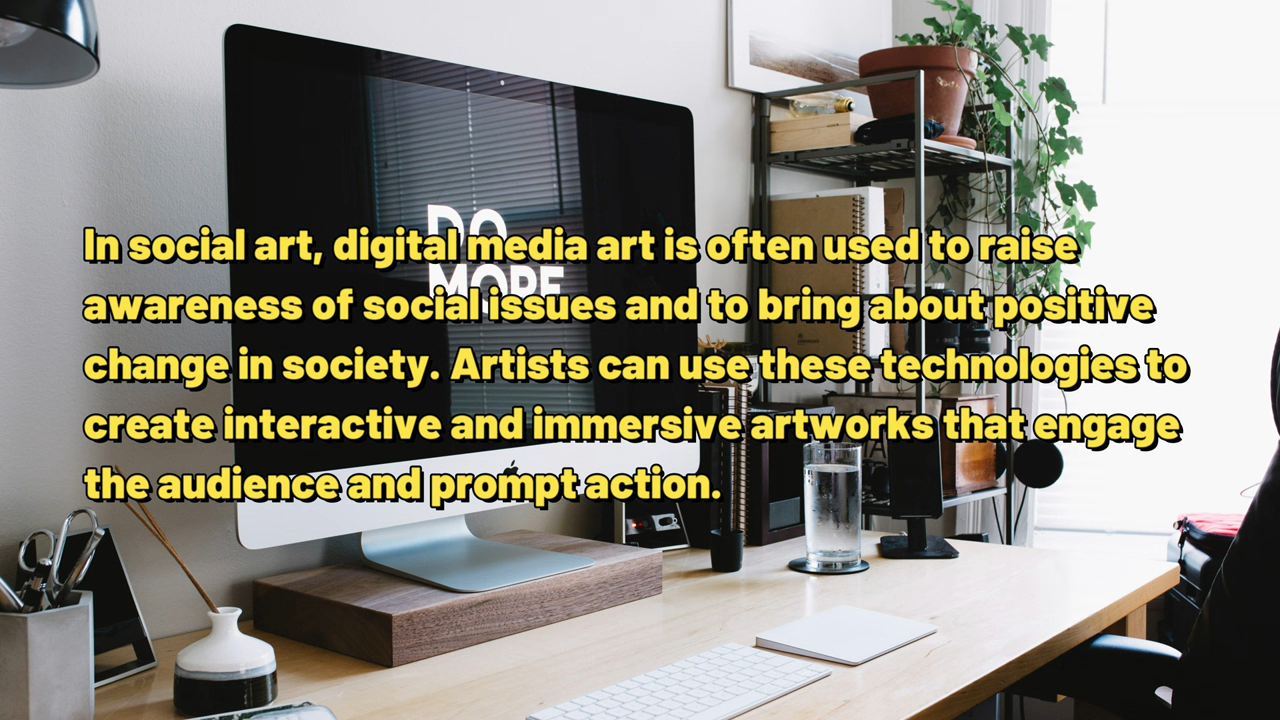 DO
MORE
In social art, digital media art is often used to raise
awareness of social issues and to bring about positive
change in society. Artists can use these technologies to
create interactive and immersive artworks that engage
the audience and prompt action.